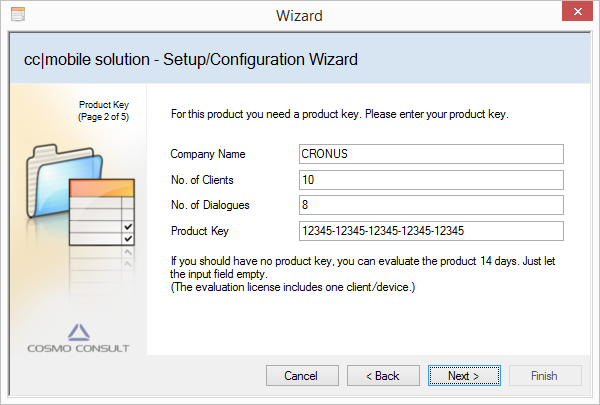 Wizard
cc|mobile solution - Setup/Configuration Wizard
Product Key
(Page 2 of 5)
For this product you need a product key. Please enter your product key.
Company Name CRONUS
No. of Clients 10
No. of Dialogues 8
Product Key 12345-12345-12345-12345-12345
If you should have no product key, you can evaluate the product 14 days. Just let
the input field empty.
(The evaluation license includes one client/device.)
COSMO CONSULT
Cancel < Back Next > Finish